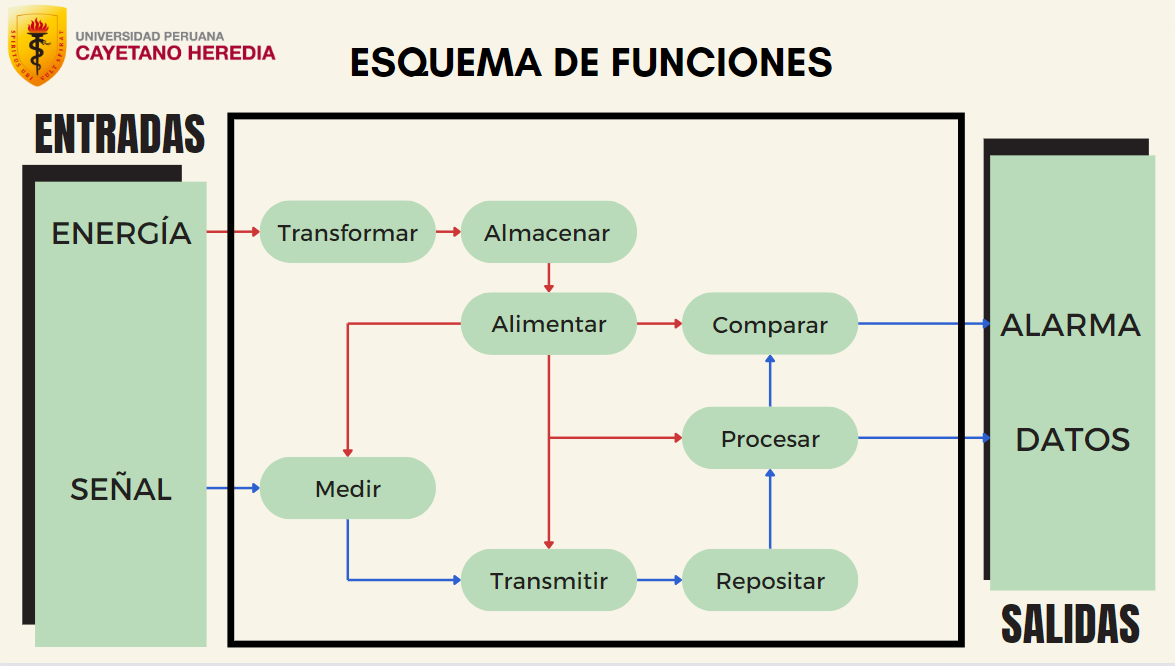 UNIVERSIDAD PERUANA
CAYETANO HEREDIA
ESQUEMA DE FUNCIONES
ENTRADAS
ENERGÍA
Transformar
Almacenar
Alimentar
Comparar
ALARMA
Procesar
DATOS
SEÑAL
Medir
Transmitir
Repositar
SALIDAS